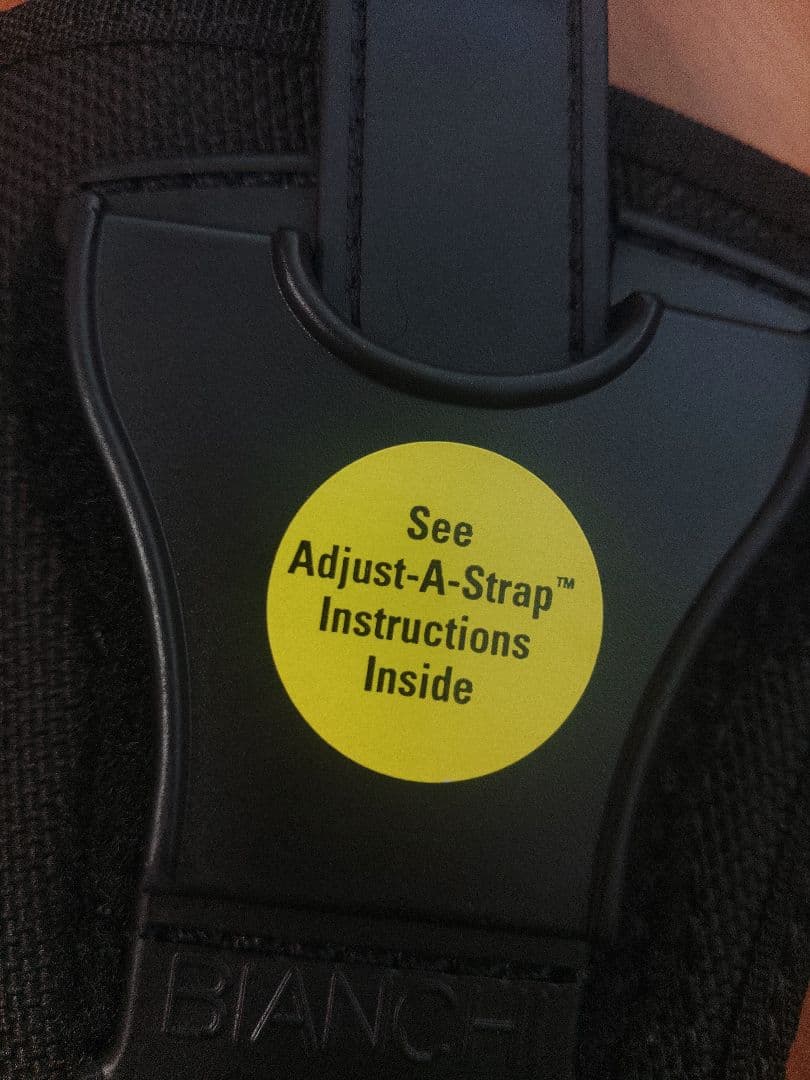 See
Adjust-A-Strap™
Instructions
Inside
BIANCHI